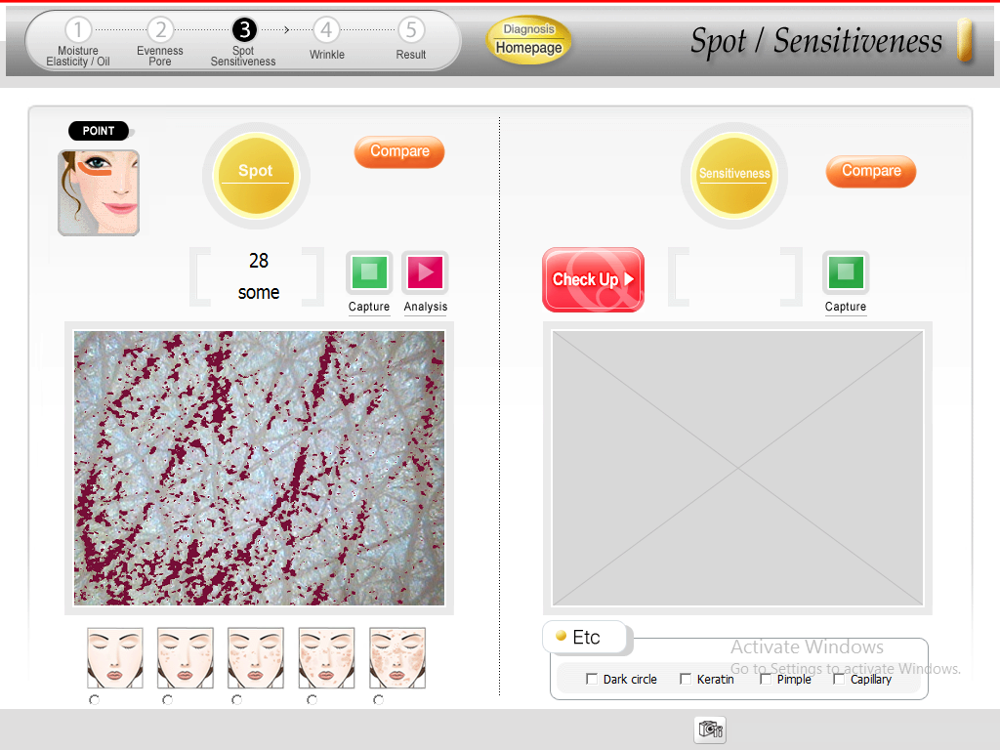 1
2
3
4
5
Moisture
Elasticity / Oil
Evenness
Pore
Spot
Sensitiveness
Wrinkle
Result
Diagnosis
Homepage
Spot / Sensitiveness
POINT
Spot
Compare
Sensitiveness
Compare
28
some
Capture
Analysis
Check Up
Capture
Etc
Activate Windows
Go to Settings to activate Windows.
Dark circle
Keratin
Pimple
Capillary